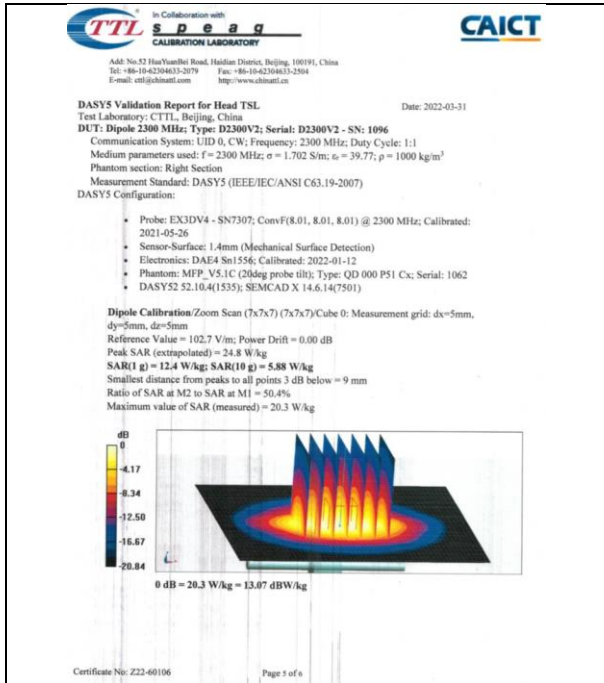 TTL
In Collaboration with
s p e a g
CALIBRATION LABORATORY
CAICT
Add: No.52 HuaYuanBei Road, Haidian District, Beijing, 100191, China
Tel: +86-10-62304633-2079 Fax: +86-10-62304633-2504
E-mail: cttl@chinattl.com http://www.chinattl.cn
DASY5 Validation Report for Head TSL Date: 2022-03-31
Test Laboratory: CTTL, Beijing, China
DUT: Dipole 2300 MHz; Type: D2300V2; Serial: D2300V2 - SN: 1096
Communication System: UID 0, CW; Frequency: 2300 MHz; Duty Cycle: 1:1
Medium parameters used: f = 2300 MHz; σ = 1.702 S/m; εr = 39.77; ρ = 1000 kg/m³
Phantom section: Right Section
Measurement Standard: DASY5 (IEEE/IEC/ANSI C63.19-2007)
DASY5 Configuration:
• Probe: EX3DV4 - SN7307; ConvF(8.01, 8.01, 8.01) @ 2300 MHz; Calibrated:
2021-05-26
• Sensor-Surface: 1.4mm (Mechanical Surface Detection)
• Electronics: DAE4 Sn1556; Calibrated: 2022-01-12
• Phantom: MFP_V5.1C (20deg probe tilt); Type: QD 000 P51 Cx; Serial: 1062
• DASY52 52.10.4(1535); SEMCAD X 14.6.14(7501)
Dipole Calibration/Zoom Scan (7x7x7) (7x7x7)/Cube 0: Measurement grid: dx=5mm,
dy=5mm, dz=5mm
Reference Value = 102.7 V/m; Power Drift = 0.00 dB
Peak SAR (extrapolated) = 24.8 W/kg
SAR(1 g) = 12.4 W/kg; SAR(10 g) = 5.88 W/kg
Smallest distance from peaks to all points 3 dB below = 9 mm
Ratio of SAR at M2 to SAR at M1 = 50.4%
Maximum value of SAR (measured) = 20.3 W/kg
dB
0
-4.17
-8.34
-12.50
-16.67
-20.84
0 dB = 20.3 W/kg = 13.07 dBW/kg
Certificate No: Z22-60106 Page 5 of 6